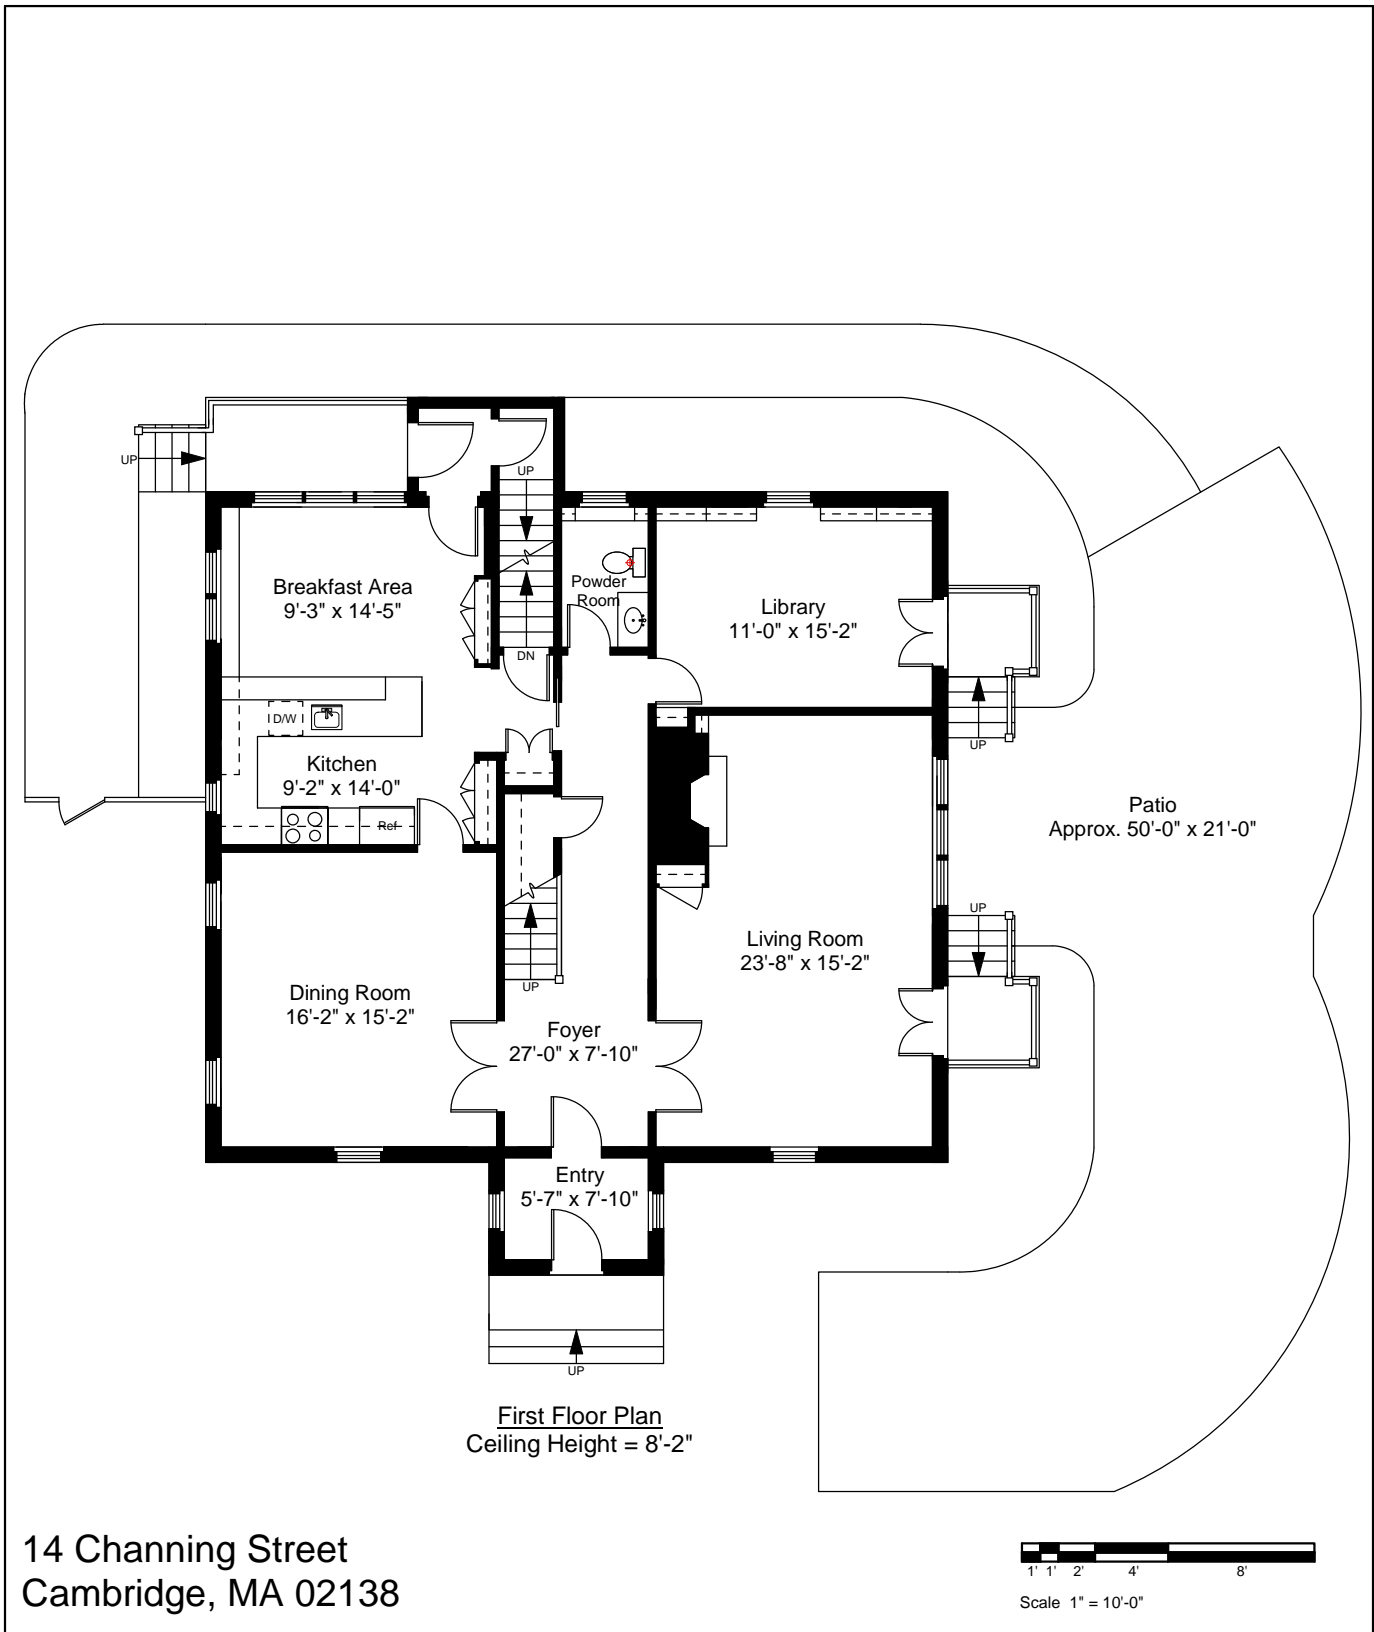 UP
UP
Breakfast Area
9'-3" x 14'-5"
Powder
Room
Library
11'-0" x 15'-2"
DN
D/W
UP
Kitchen
9'-2" x 14'-0"
Ref
Patio
Approx. 50'-0" x 21'-0"
UP
Living Room
23'-8" x 15'-2"
UP
Dining Room
16'-2" x 15'-2"
Foyer
27'-0" x 7'-10"
Entry
5'-7" x 7'-10"
UP
First Floor Plan
Ceiling Height = 8'-2"
14 Channing Street
Cambridge, MA 02138
1' 1' 2' 4' 8'
Scale 1" = 10'-0"